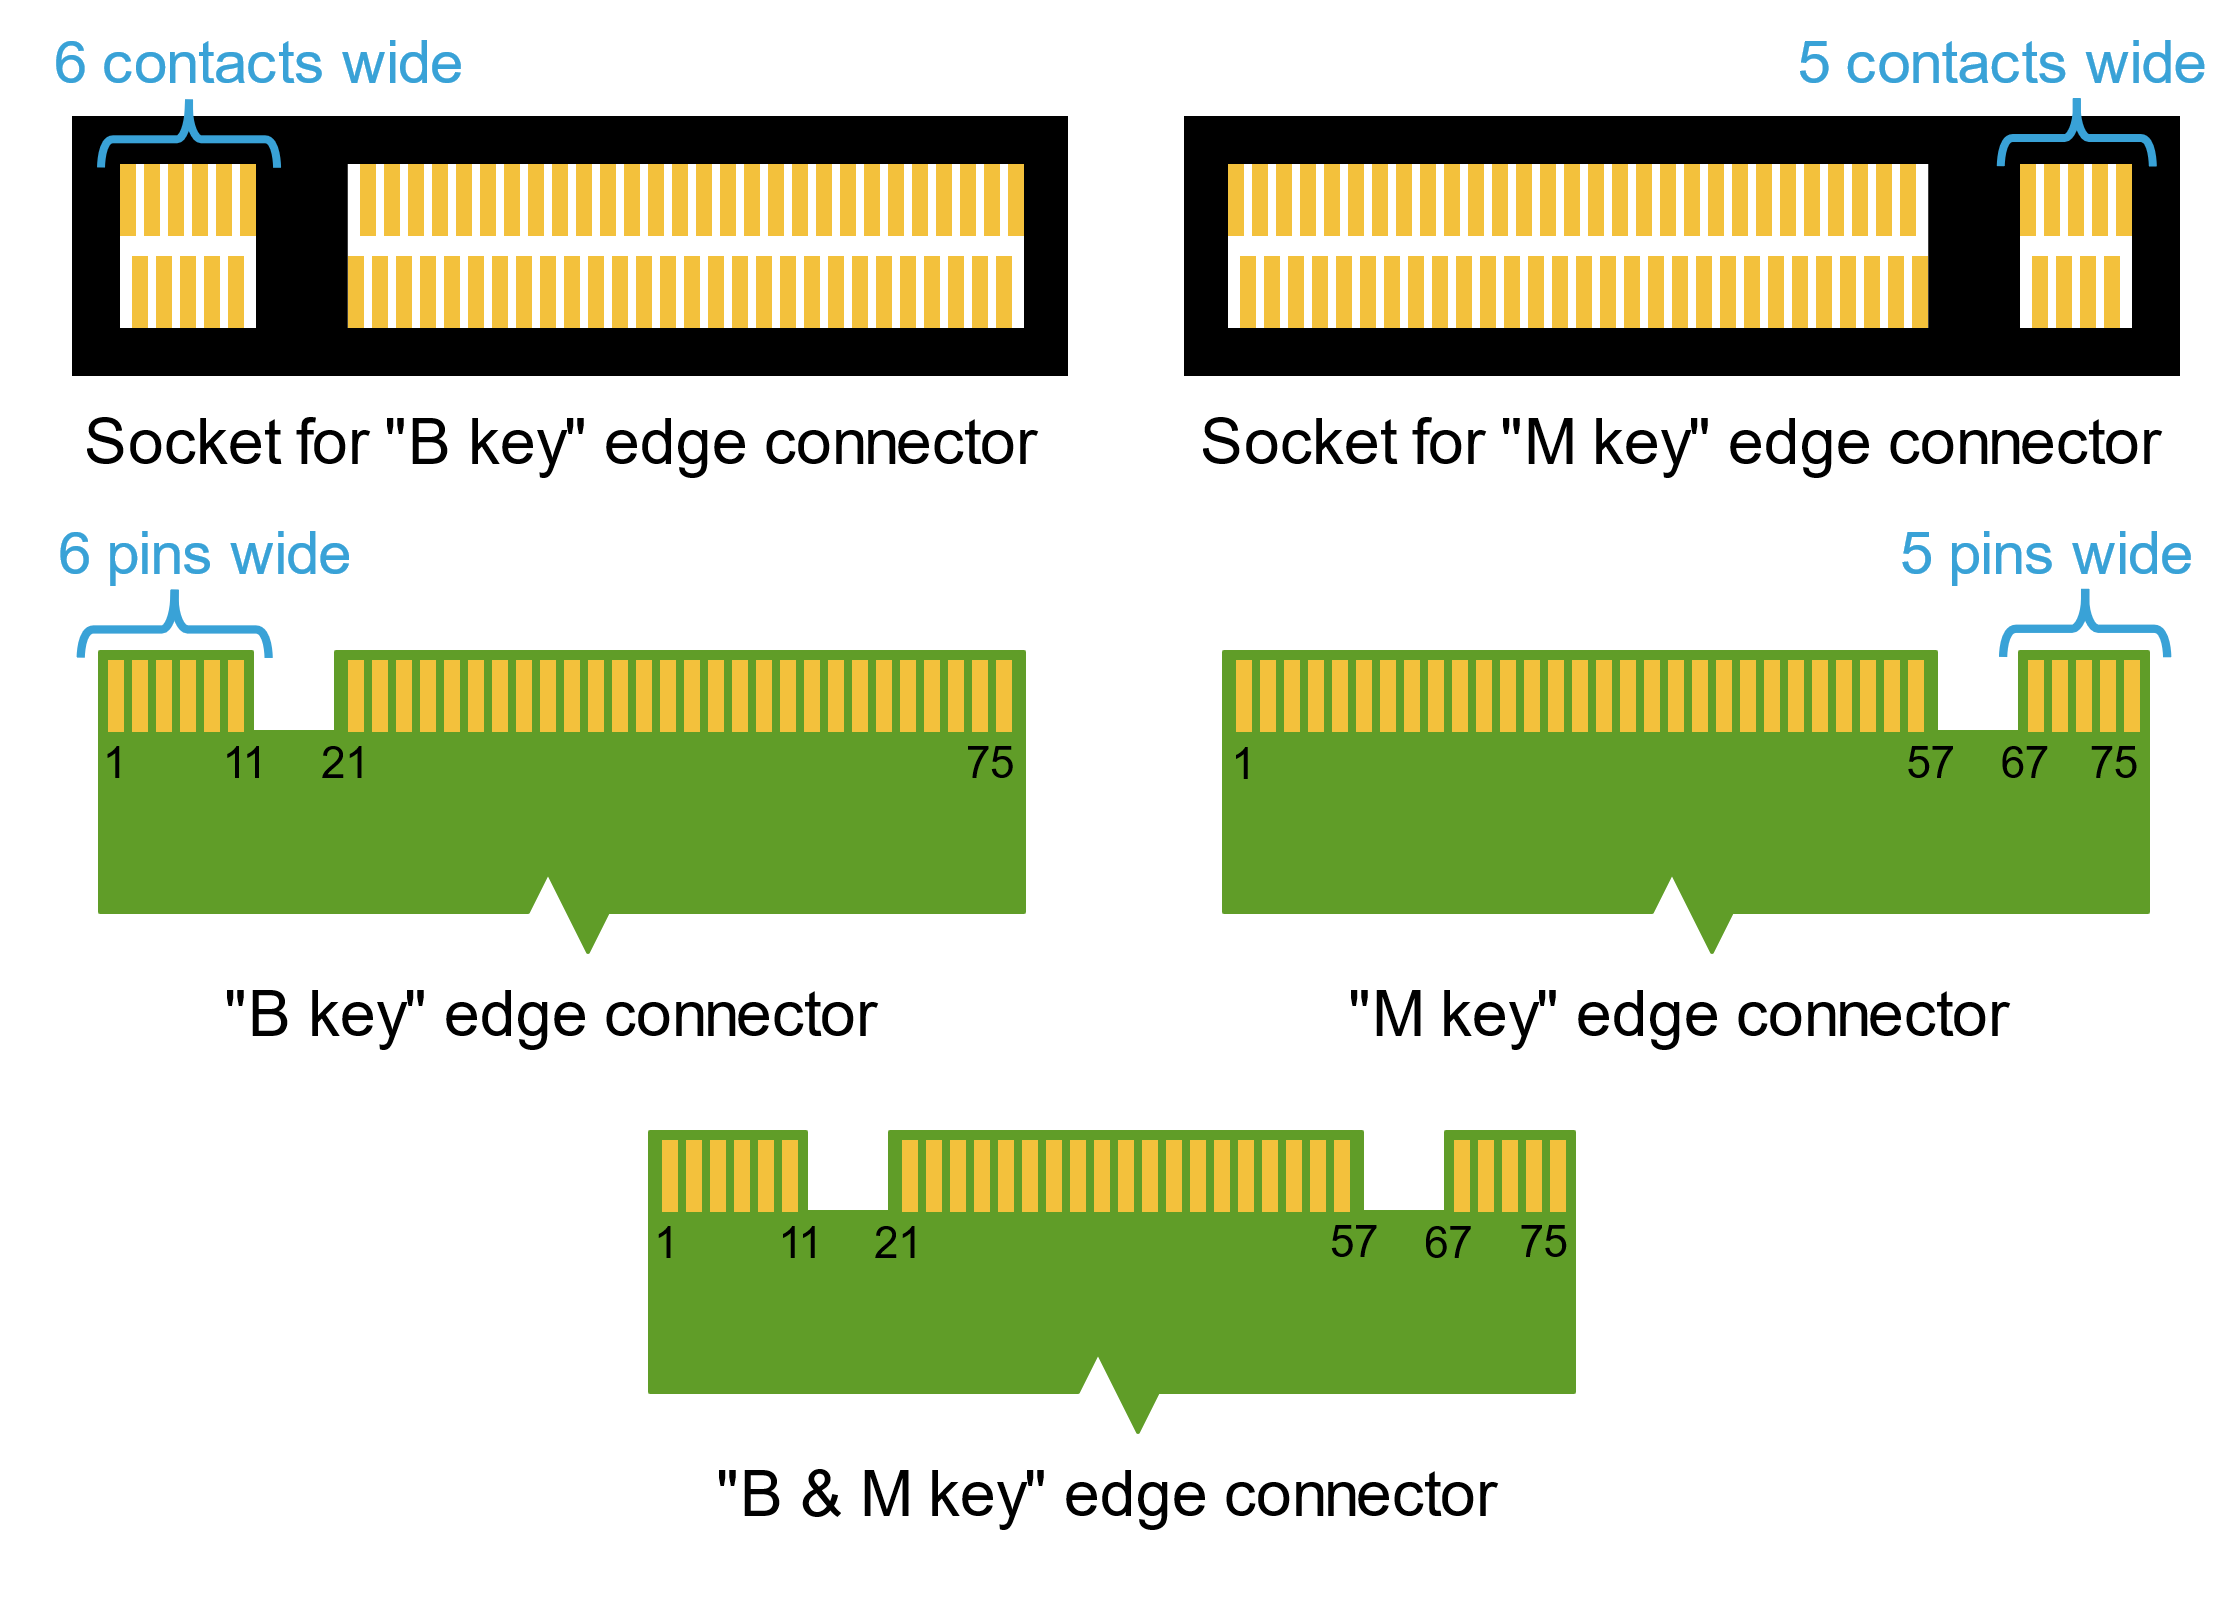 6 contacts wide
5 contacts wide
Socket for "B key" edge connector
Socket for "M key" edge connector
6 pins wide
5 pins wide
1 11 21 75
1 57 67 75
"B key" edge connector
"M key" edge connector
1 11 21 57 67 75
"B & M key" edge connector